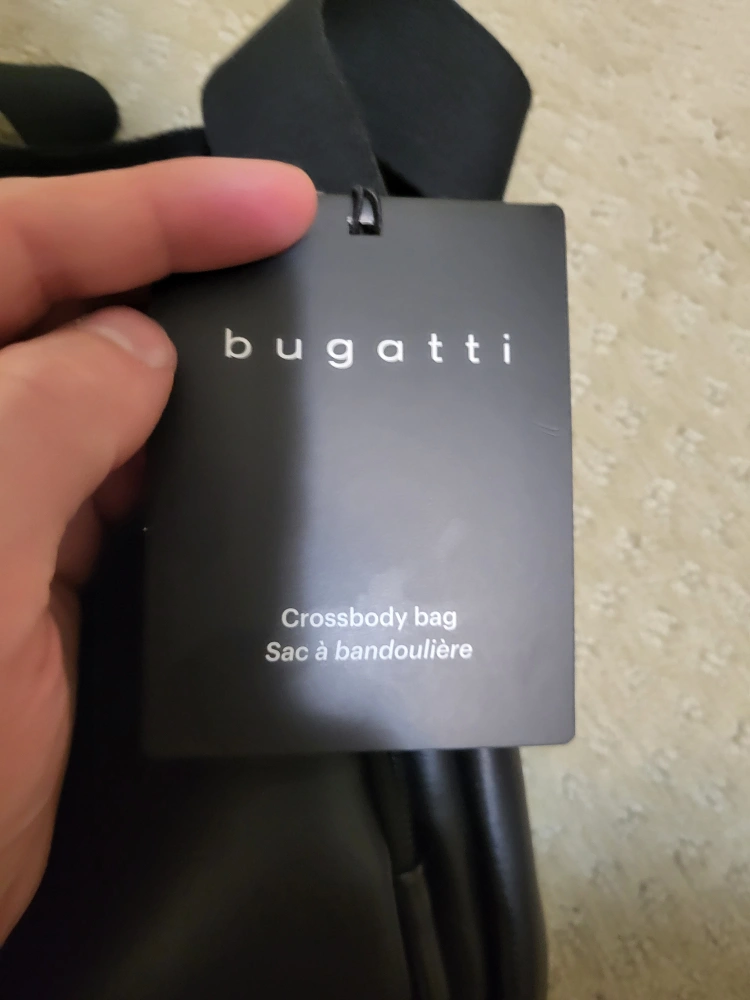 bugatti
Crossbody bag
Sac à bandoulière